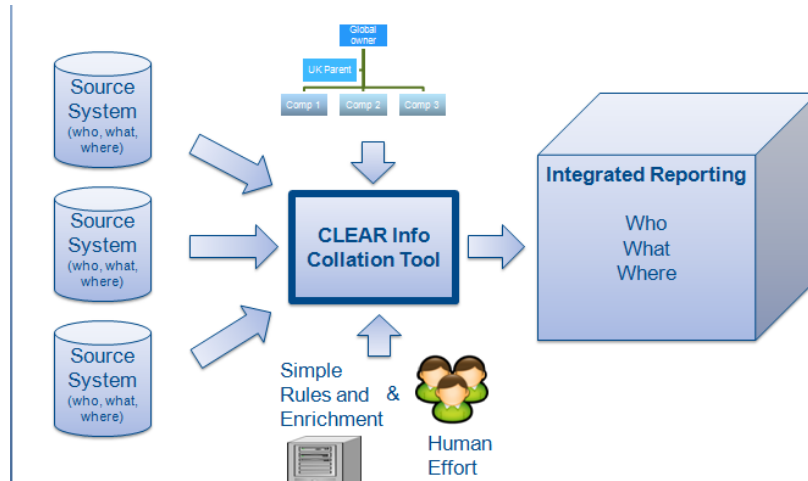 Global
owner
UK Parent
Comp 1
Comp 2
Comp 3
Source
System
(who, what,
where)
Source
System
(who, what,
where)
Source
System
(who, what,
where)
CLEAR Info
Collation Tool
Simple
Rules and
Enrichment
&
Human
Effort
Integrated Reporting
Who
What
Where